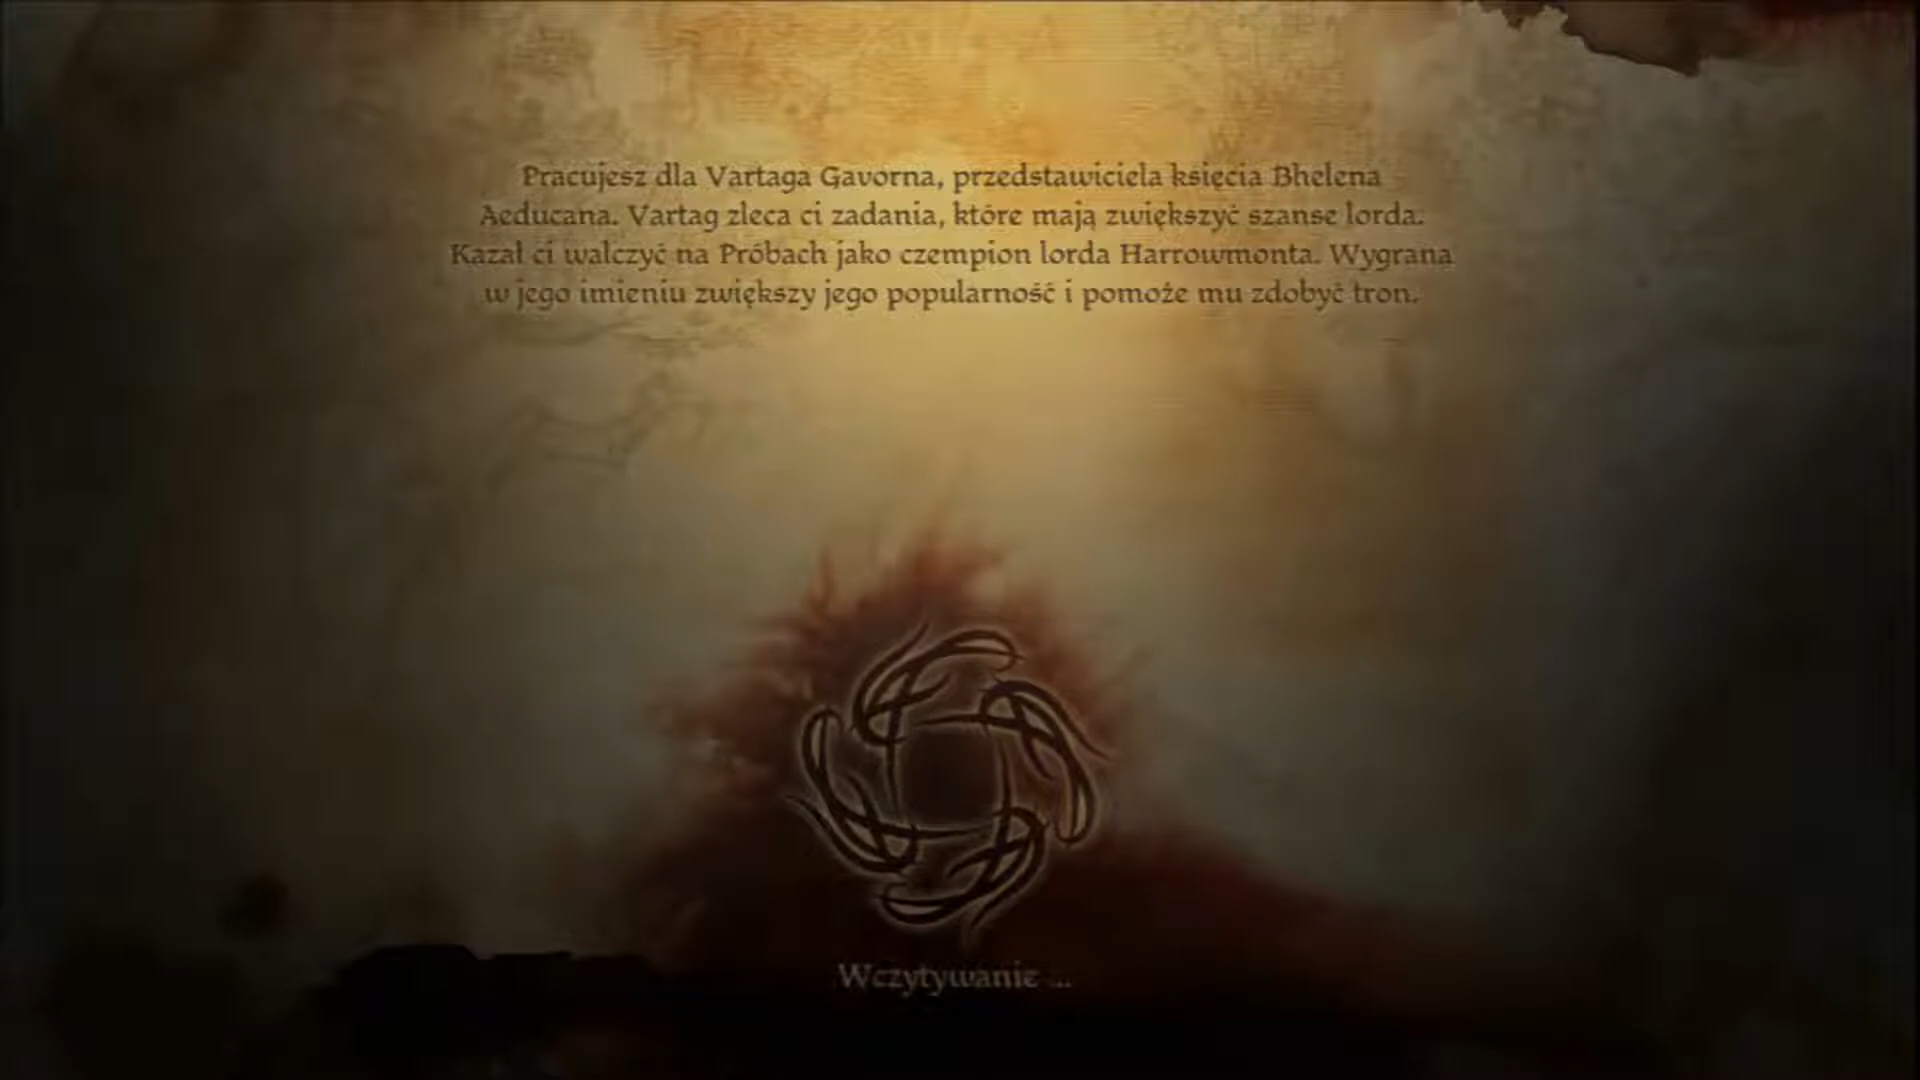 Pracujesz dla Vartaga Gavorna, przedstawiciela księcia Bhelena
Aeducana. Vartag zleca ci zadania, które mają zwiększyć szanse lorda.
Kazał ci walczyć na Próbach jako czempion lorda Harrowmonta. Wygrana
w jego imieniu zwiększy jego popularność i pomoże mu zdobyć tron.
Wczytywanie ...